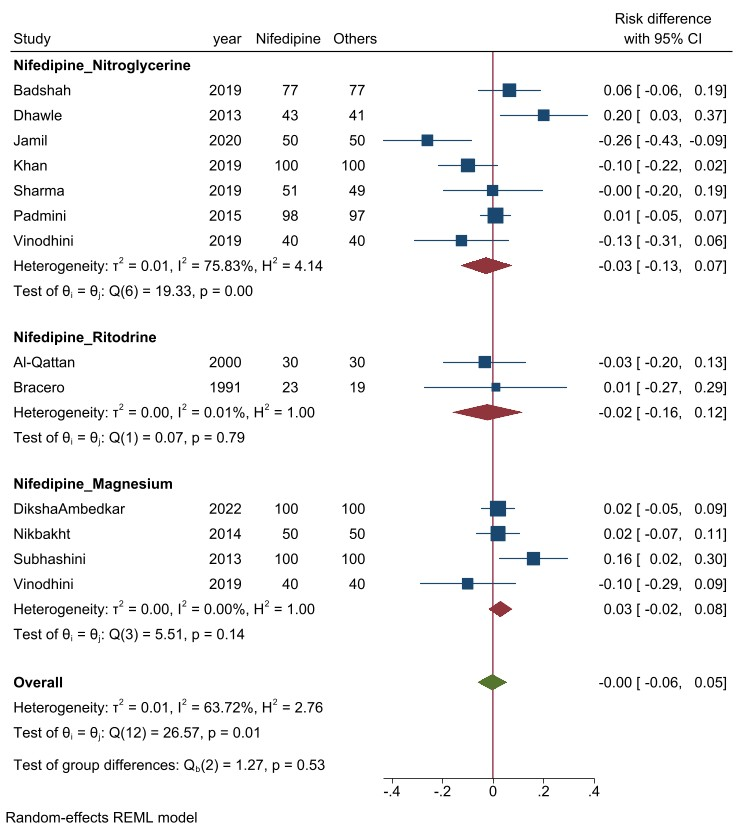 Risk difference
Study year Nifedipine Others with 95% CI
Nifedipine_Nitroglycerine
Badshah 2019 77 77 0.06 [ -0.06, 0.19]
Dhawle 2013 43 41 0.20 [ 0.03, 0.37]
Jamil 2020 50 50 -0.26 [ -0.43, -0.09]
Khan 2019 100 100 -0.10 [ -0.22, 0.02]
Sharma 2019 51 49 -0.00 [ -0.20, 0.19]
Padmini 2015 98 97 0.01 [ -0.05, 0.07]
Vinodhini 2019 40 40 -0.13 [ -0.31, 0.06]
Heterogeneity: τ² = 0.01, I² = 75.83%, H² = 4.14 -0.03 [ -0.13, 0.07]
Test of θᵢ = θⱼ: Q(6) = 19.33, p = 0.00
Nifedipine_Ritodrine
Al-Qattan 2000 30 30 -0.03 [ -0.20, 0.13]
Bracero 1991 23 19 0.01 [ -0.27, 0.29]
Heterogeneity: τ² = 0.00, I² = 0.01%, H² = 1.00 -0.02 [ -0.16, 0.12]
Test of θᵢ = θⱼ: Q(1) = 0.07, p = 0.79
Nifedipine_Magnesium
DikshaAmbedkar 2022 100 100 0.02 [ -0.05, 0.09]
Nikbakht 2014 50 50 0.02 [ -0.07, 0.11]
Subhashini 2013 100 100 0.16 [ 0.02, 0.30]
Vinodhini 2019 40 40 -0.10 [ -0.29, 0.09]
Heterogeneity: τ² = 0.00, I² = 0.00%, H² = 1.00 0.03 [ -0.02, 0.08]
Test of θᵢ = θⱼ: Q(3) = 5.51, p = 0.14
Overall -0.00 [ -0.06, 0.05]
Heterogeneity: τ² = 0.01, I² = 63.72%, H² = 2.76
Test of θᵢ = θⱼ: Q(12) = 26.57, p = 0.01
Test of group differences: Q_b(2) = 1.27, p = 0.53
-.4 -.2 0 .2 .4
Random-effects REML model